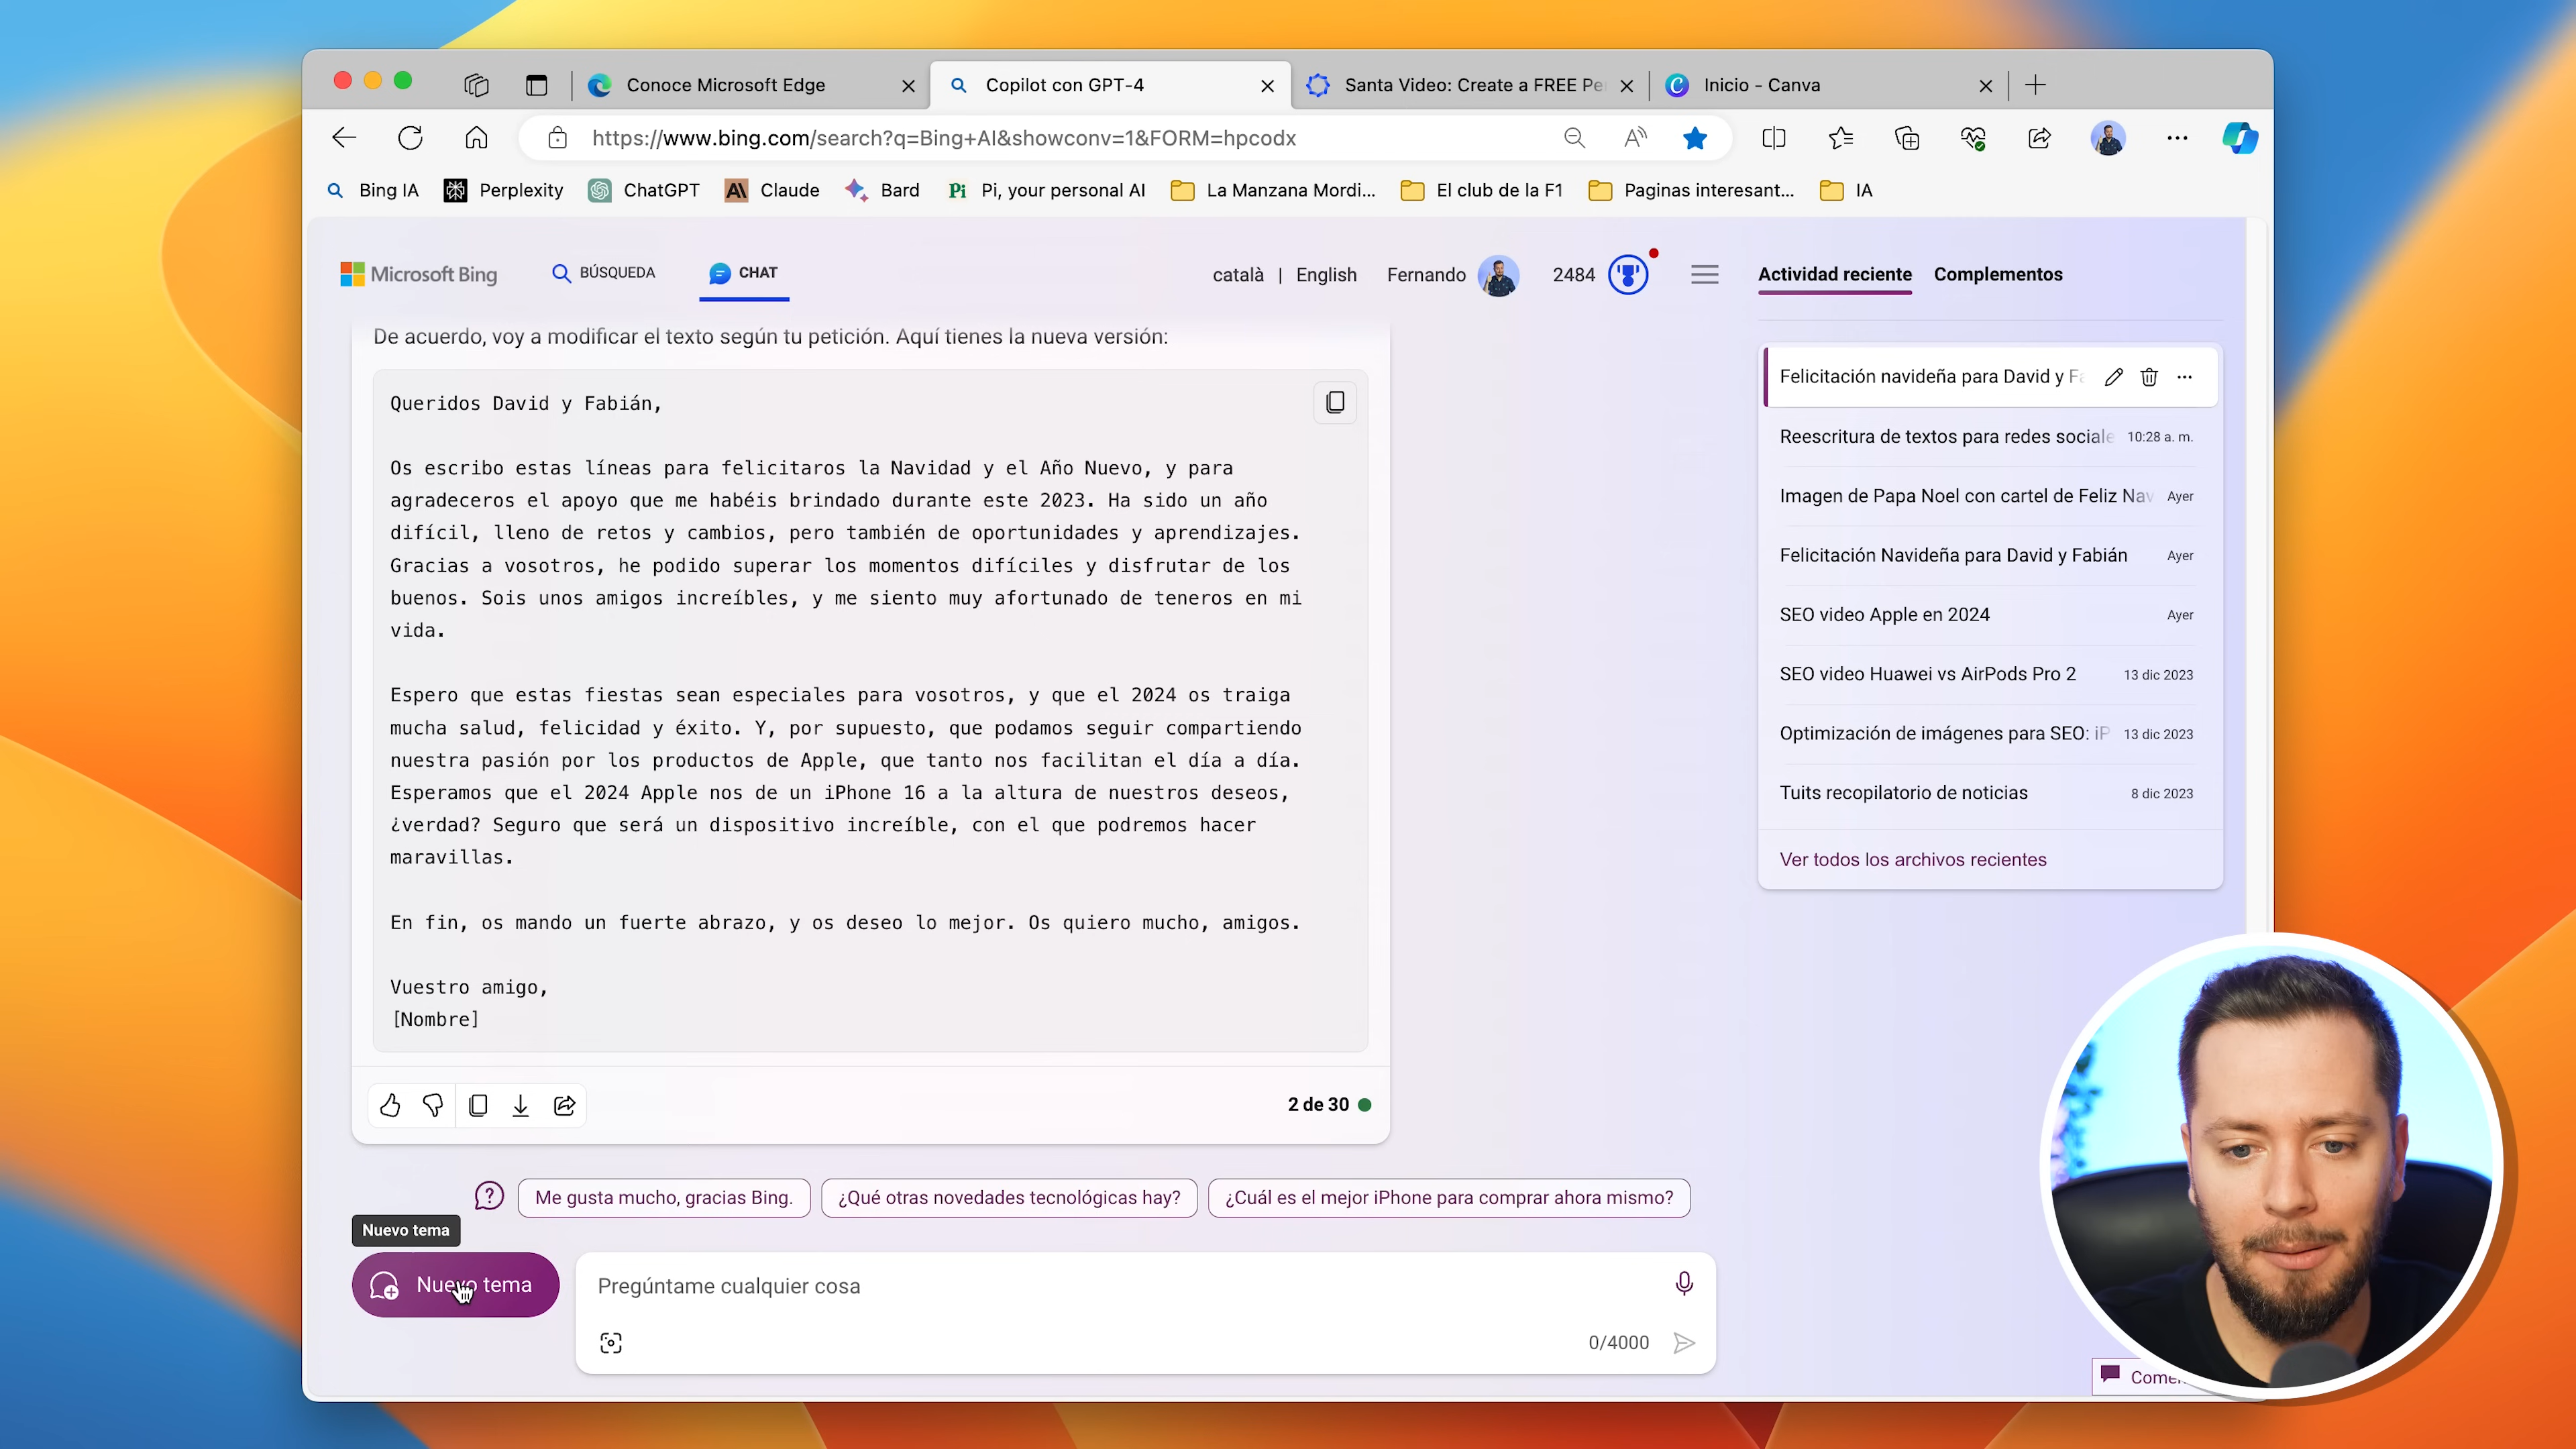 Conoce Microsoft Edge
Copilot con GPT-4
Santa Video: Create a FREE Pe
Inicio - Canva
https://www.bing.com/search?q=Bing+AI&showconv=1&FORM=hpcodx
Bing IA
Perplexity
ChatGPT
Claude
Bard
Pi, your personal AI
La Manzana Mordi...
El club de la F1
Paginas interesant...
IA
Microsoft Bing
BÚSQUEDA
CHAT
català | English
Fernando
2484
Actividad reciente
Complementos
De acuerdo, voy a modificar el texto según tu petición. Aquí tienes la nueva versión:
Queridos David y Fabián,
Os escribo estas líneas para felicitaros la Navidad y el Año Nuevo, y para
agradeceros el apoyo que me habéis brindado durante este 2023. Ha sido un año
difícil, lleno de retos y cambios, pero también de oportunidades y aprendizajes.
Gracias a vosotros, he podido superar los momentos difíciles y disfrutar de los
buenos. Sois unos amigos increíbles, y me siento muy afortunado de teneros en mi
vida.
Espero que estas fiestas sean especiales para vosotros, y que el 2024 os traiga
mucha salud, felicidad y éxito. Y, por supuesto, que podamos seguir compartiendo
nuestra pasión por los productos de Apple, que tanto nos facilitan el día a día.
Esperamos que el 2024 Apple nos de un iPhone 16 a la altura de nuestros deseos,
¿verdad? Seguro que será un dispositivo increíble, con el que podremos hacer
maravillas.
En fin, os mando un fuerte abrazo, y os deseo lo mejor. Os quiero mucho, amigos.
Vuestro amigo,
[Nombre]
2 de 30
Felicitación navideña para David y Fa
Reescritura de textos para redes sociale 10:28 a. m.
Imagen de Papa Noel con cartel de Feliz Nav Ayer
Felicitación Navideña para David y Fabián Ayer
SEO video Apple en 2024 Ayer
SEO video Huawei vs AirPods Pro 2 13 dic 2023
Optimización de imágenes para SEO: iP 13 dic 2023
Tuits recopilatorio de noticias 8 dic 2023
Ver todos los archivos recientes
Me gusta mucho, gracias Bing.
¿Qué otras novedades tecnológicas hay?
¿Cuál es el mejor iPhone para comprar ahora mismo?
Nuevo tema
Nuevo tema
Pregúntame cualquier cosa
0/4000